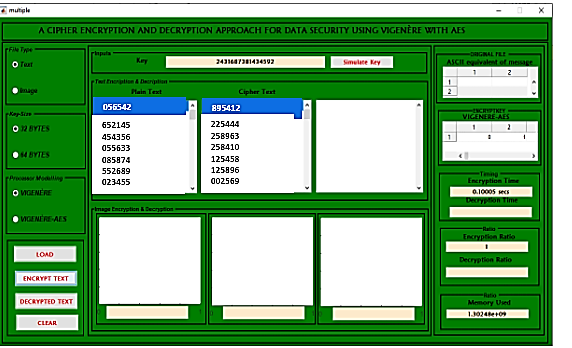 multiple
A CIPHER ENCRYPTION AND DECRYPTION APPROACH FOR DATA SECURITY USING VIGENÈRE WITH AES
File Type
Text
Image
Key-Size
32 BYTES
64 BYTES
Processor Modelling
VIGENÈRE
VIGENÈRE-AES
LOAD
ENCRYPT TEXT
DECRYPTED TEXT
CLEAR
Inputs
Key 2431687381434592 Simulate Key
Text Encryption & Decryption
Plain Text Cipher Text
056542 895412
652145 225444
454356 258963
055633 258410
085874 125458
552689 125896
023455 002569
Image Encryption & Decryption
ORIGINAL FILE
ASCII equivalent of message
1 2
1
2
ENCRYPTED
VIGENERE-AES
1 2
1
Timing
Encryption Time
0.10005 secs
Decryption Time
Ratio
Encryption Ratio
1
Decryption Ratio
Ratio
Memory Used
1.30248e+09